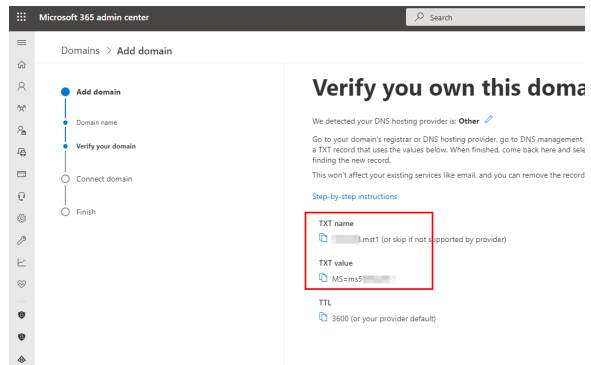 Microsoft 365 admin center
Search
Domains > Add domain
Add domain
Domain name
Verify your domain
Connect domain
Finish
Verify you own this doma
We detected your DNS hosting provider is: Other
Go to your domain's registrar or DNS hosting provider, go to DNS management
a TXT record that uses the values below. When finished, come back here and sele
finding the new record.
This won't affect your existing services like email, and you can remove the record
Step-by-step instructions
TXT name
.mst1 (or skip if not supported by provider)
TXT value
MS=ms5
TTL
3600 (or your provider default)